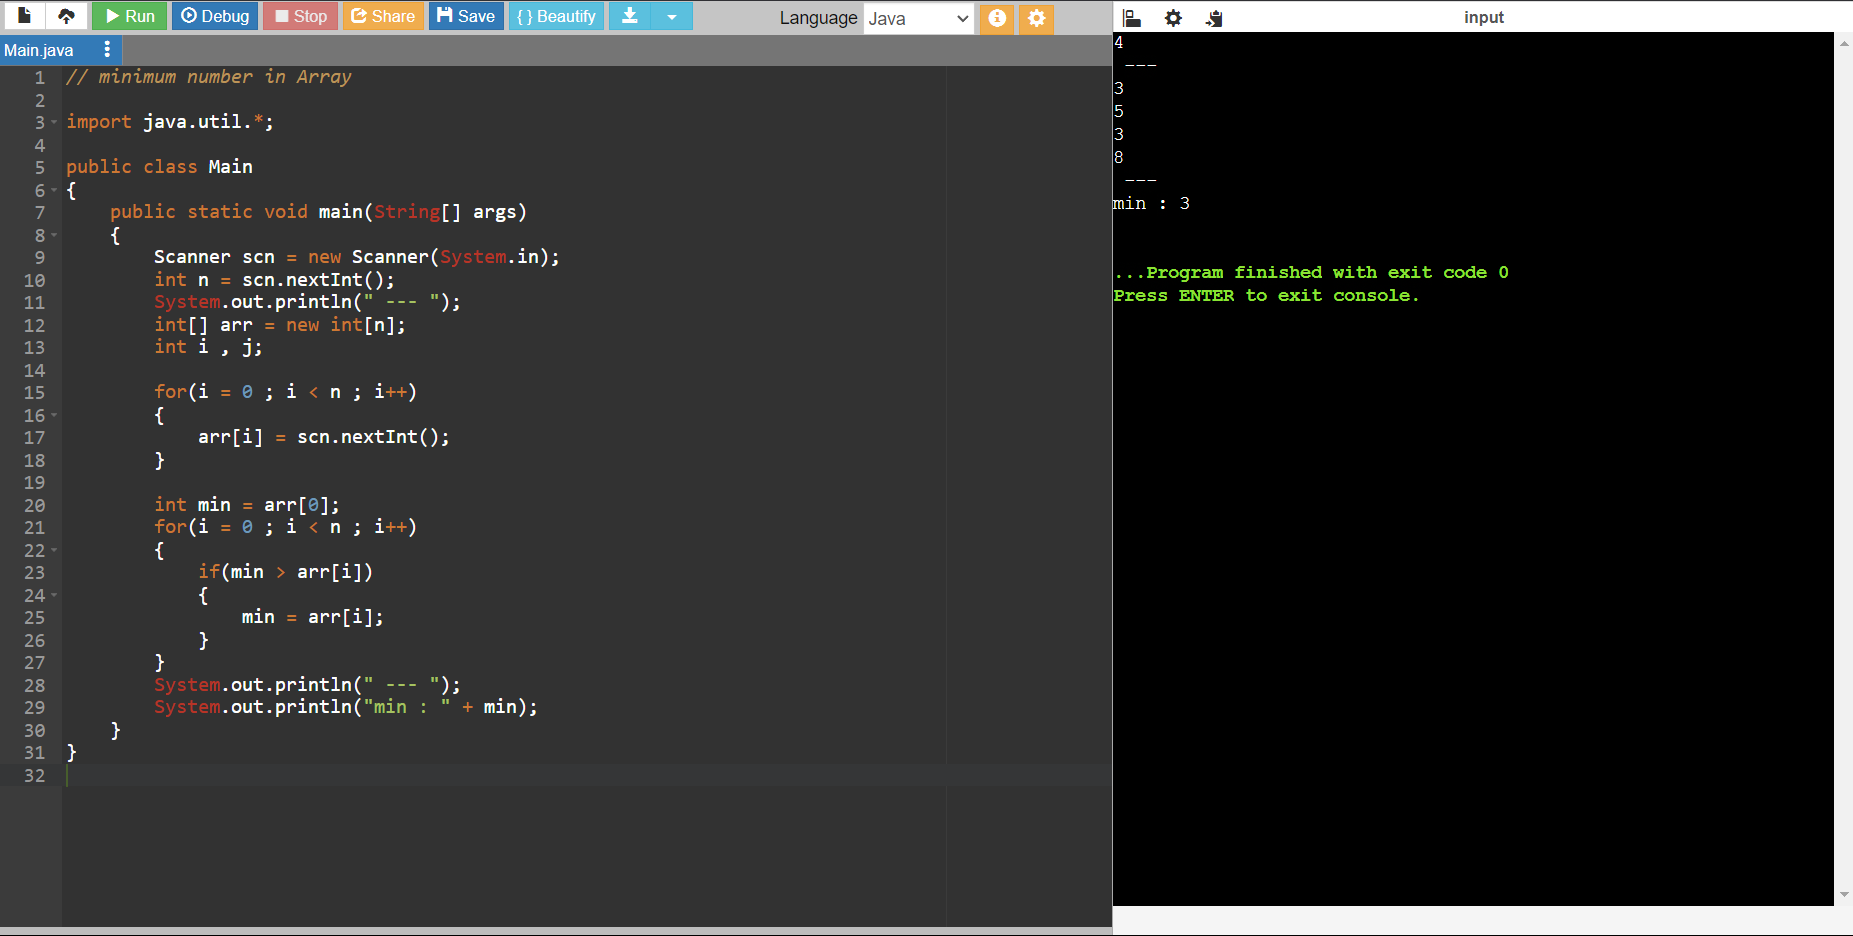 Run Debug Stop Share Save { } Beautify Language Java
Main.java
1 // minimum number in Array
2
3 import java.util.*;
4
5 public class Main
6 {
7 public static void main(String[] args)
8 {
9 Scanner scn = new Scanner(System.in);
10 int n = scn.nextInt();
11 System.out.println(" --- ");
12 int[] arr = new int[n];
13 int i , j;
14
15 for(i = 0 ; i < n ; i++)
16 {
17 arr[i] = scn.nextInt();
18 }
19
20 int min = arr[0];
21 for(i = 0 ; i < n ; i++)
22 {
23 if(min > arr[i])
24 {
25 min = arr[i];
26 }
27 }
28 System.out.println(" --- ");
29 System.out.println("min : " + min);
30 }
31 }
32
input
4
---
3
5
3
8
---
min : 3
...Program finished with exit code 0
Press ENTER to exit console.